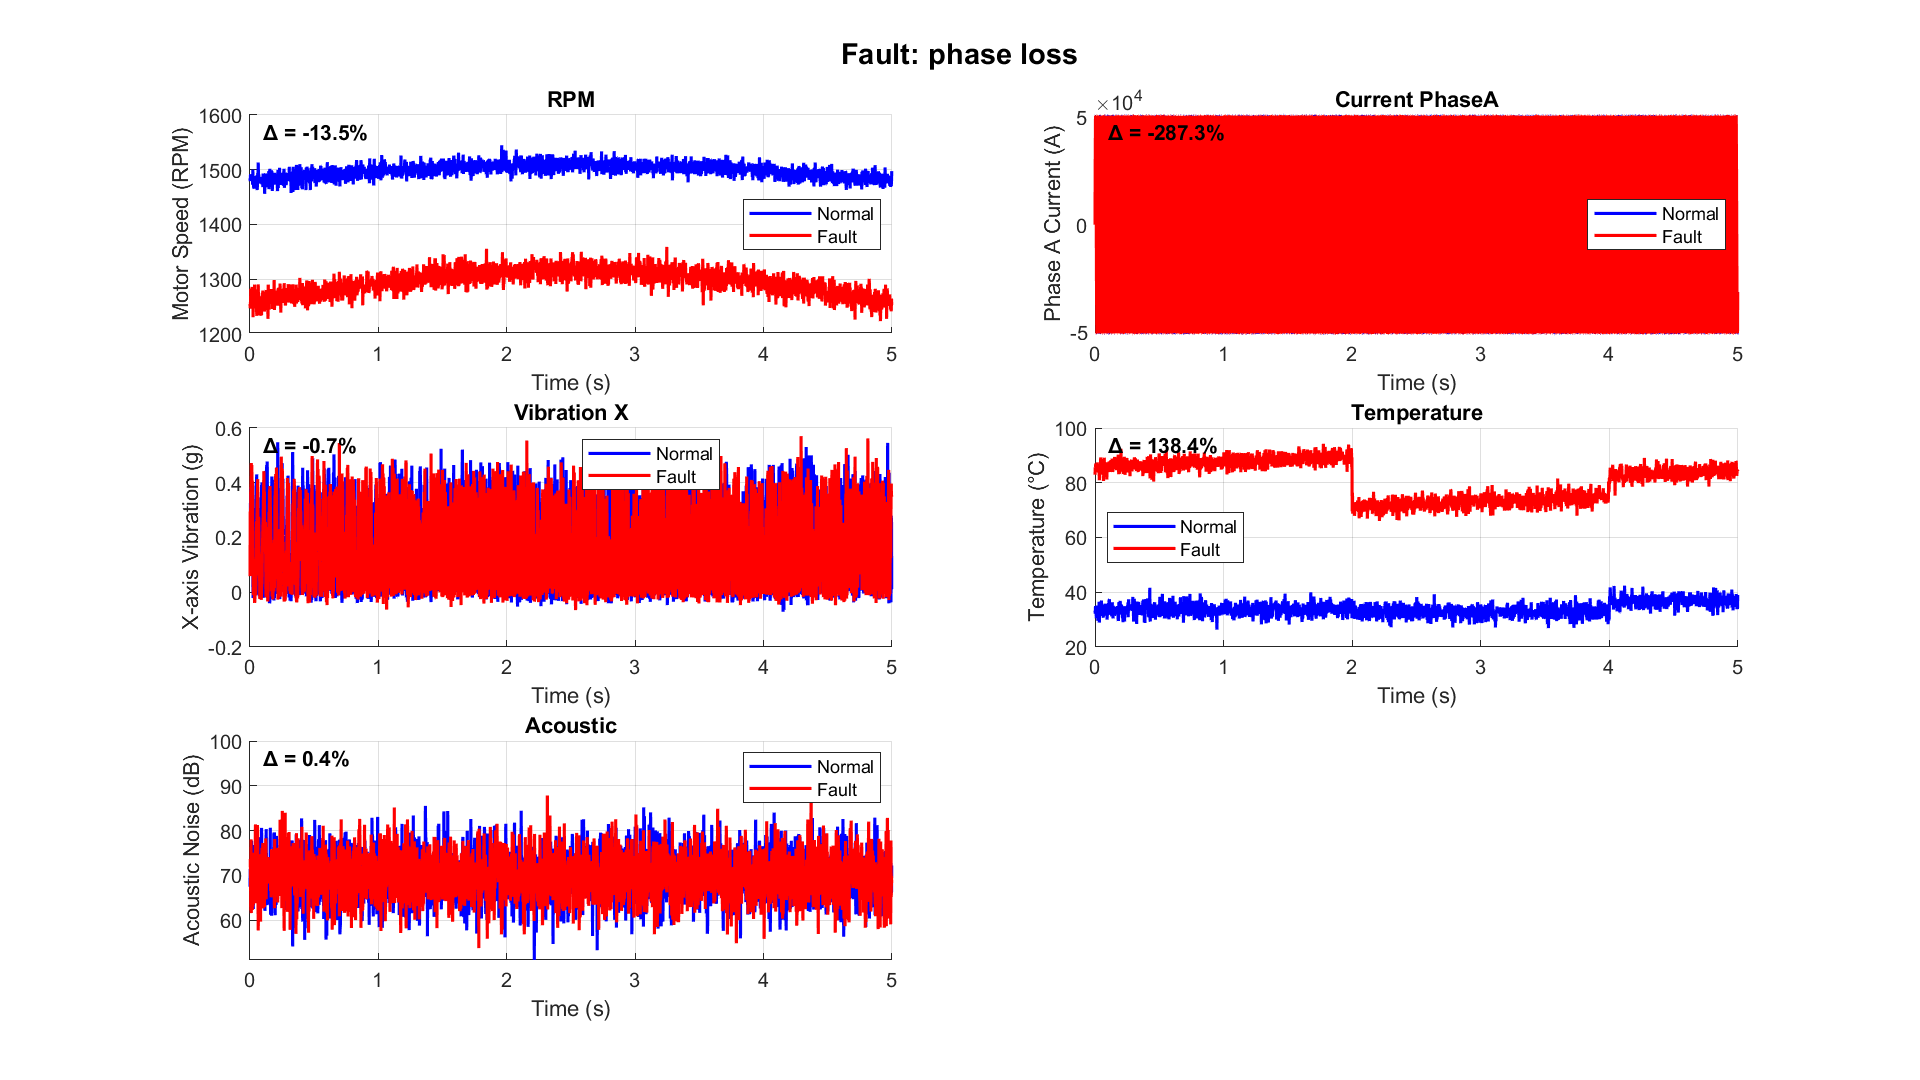 Fault: phase loss
RPM
Δ = -13.5%
Motor Speed (RPM)
1600
1500
1400
1300
1200
Normal
Fault
0 1 2 3 4 5
Time (s)
Current PhaseA
×10^4
Δ = -287.3%
Phase A Current (A)
5
0
-5
Normal
Fault
0 1 2 3 4 5
Time (s)
Vibration X
Δ = -0.7%
X-axis Vibration (g)
0.6
0.4
0.2
0
-0.2
Normal
Fault
0 1 2 3 4 5
Time (s)
Temperature
Δ = 138.4%
Temperature (°C)
100
80
60
40
20
Normal
Fault
0 1 2 3 4 5
Time (s)
Acoustic
Δ = 0.4%
Acoustic Noise (dB)
100
90
80
70
60
Normal
Fault
0 1 2 3 4 5
Time (s)